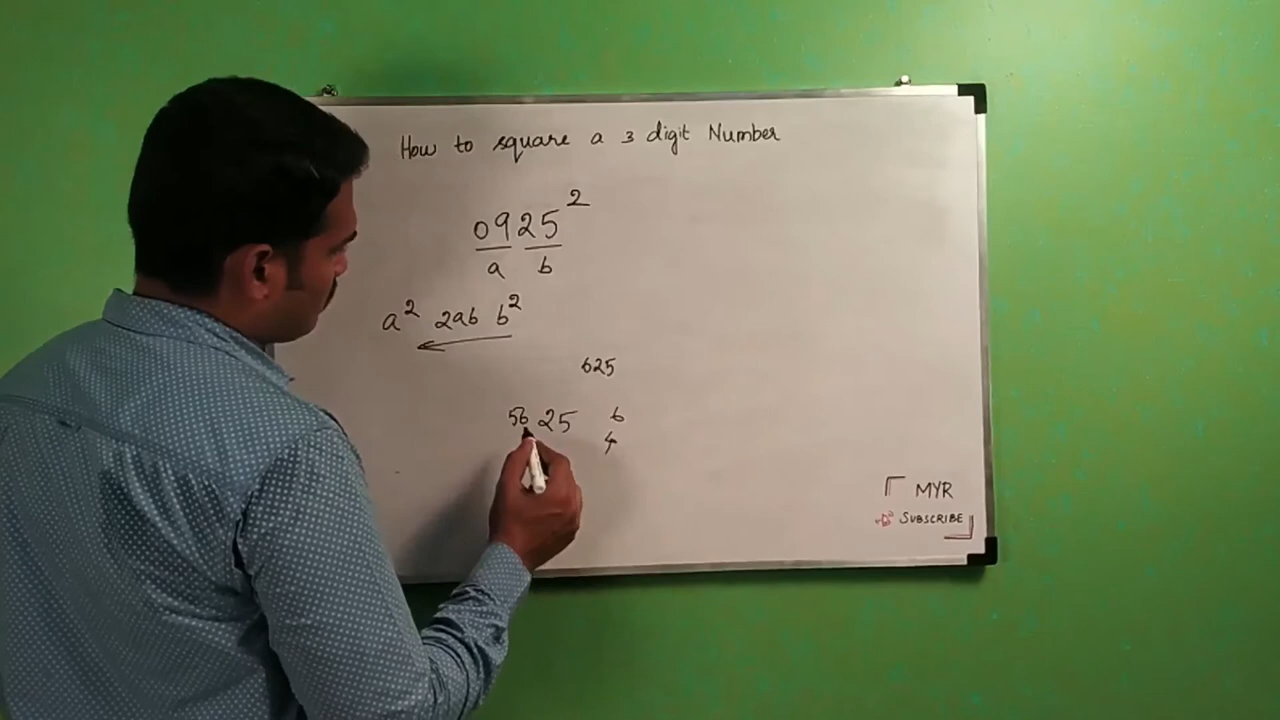 How to square a 3 digit Number
0925²
a b
a² 2ab b²
625
56 25 6
4
MYR
SUBSCRIBE